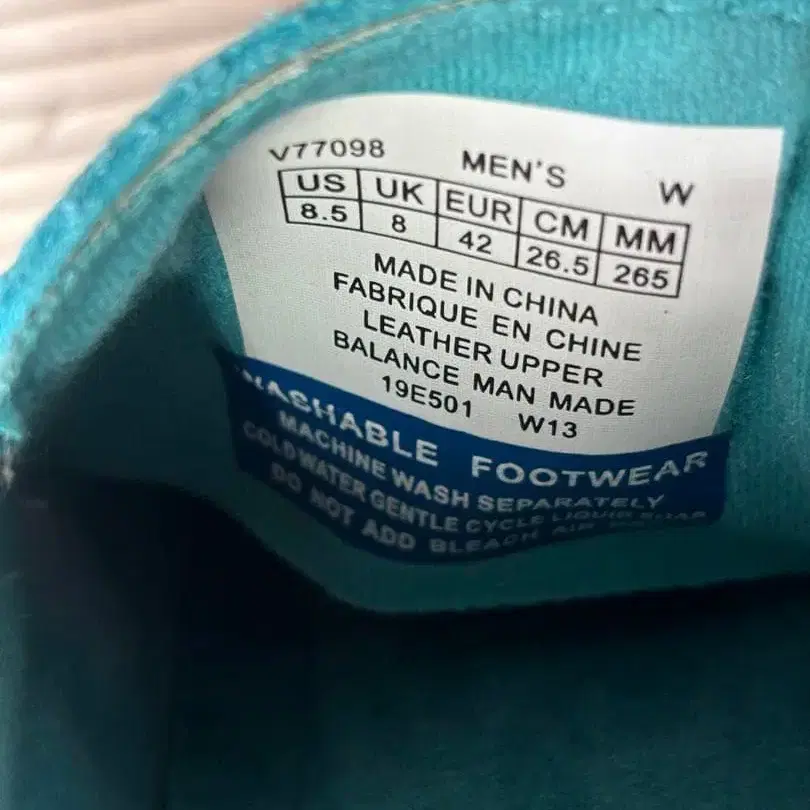 V77098 MEN'S W
US UK EUR CM MM
8.5 8 42 26.5 265
MADE IN CHINA
FABRIQUE EN CHINE
LEATHER UPPER
BALANCE MAN MADE
19E501 W13
WASHABLE FOOTWEAR
MACHINE WASH SEPARATELY
COLD WATER GENTLE CYCLE LIQUID SOAP
DO NOT ADD BLEACH AIR